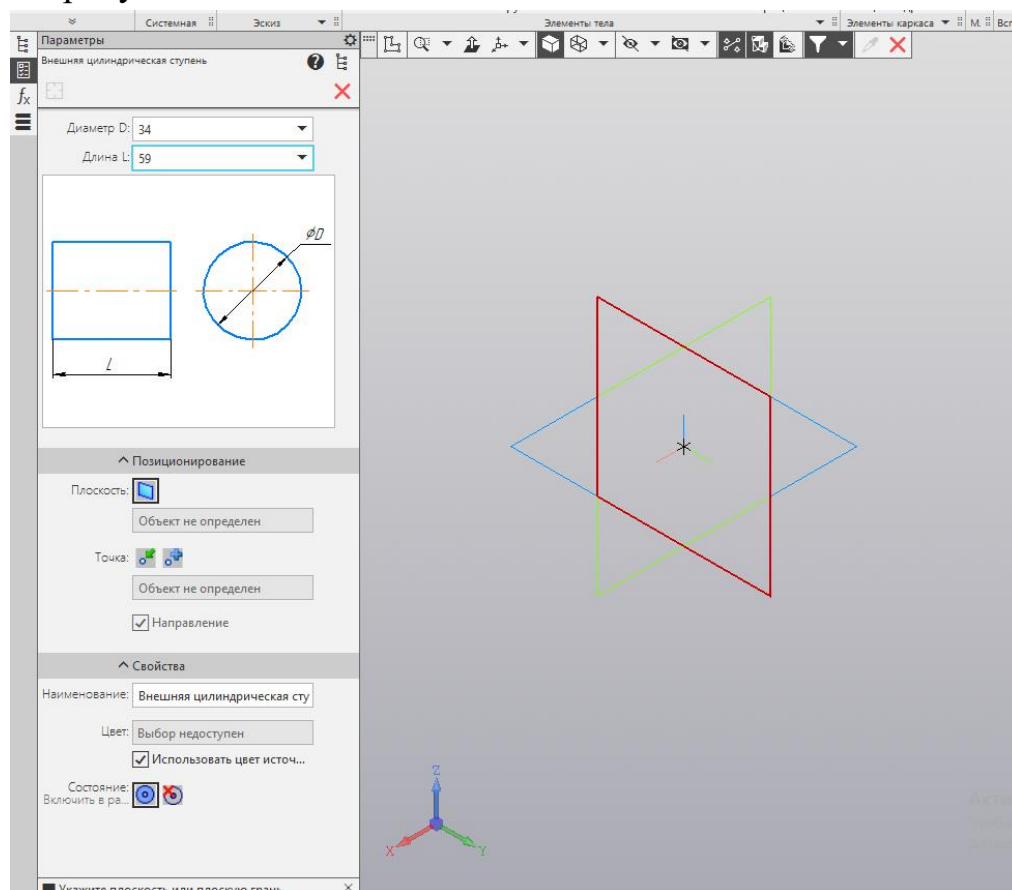 Системная
Эскиз
Элементы тела
Элементы каркаса
М.
Параметры
Внешняя цилиндрическая ступень
?
fx
Диаметр D: 34
Длина L: 59
L
⌀D
Позиционирование
Плоскость:
Объект не определен
Точка:
Объект не определен
Направление
Свойства
Наименование: Внешняя цилиндрическая сту
Цвет: Выбор недоступен
Использовать цвет источ...
Состояние:
Включить в ра...
Укажите плоскость или плоскую грань
Z
X
Y